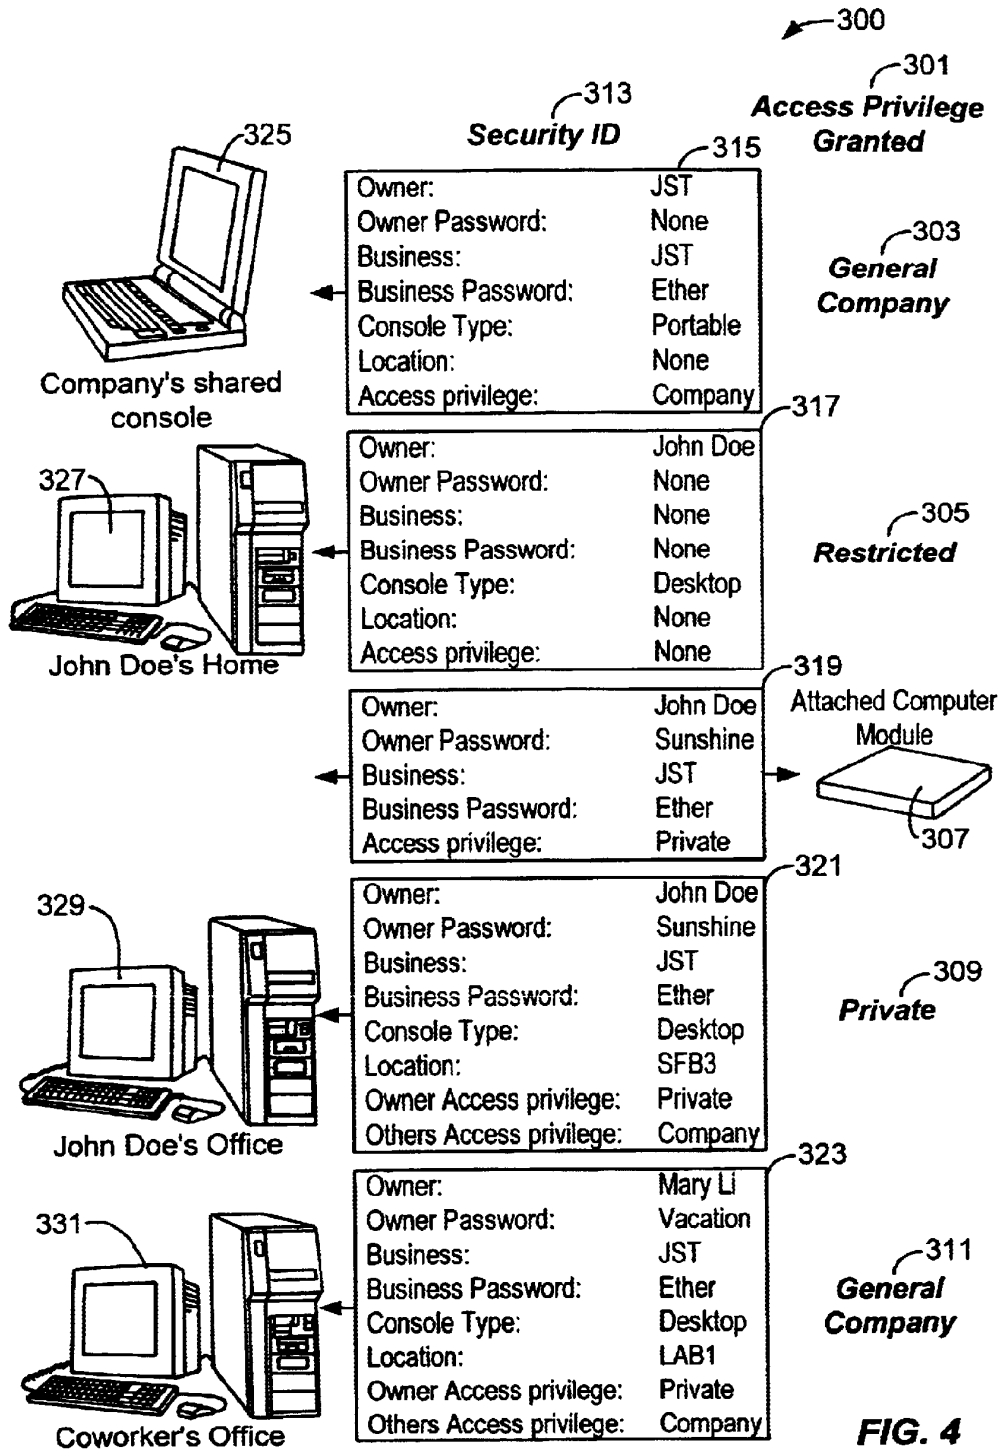 300
301
Access Privilege
Granted
313
Security ID
325
315
Owner: JST
Owner Password: None
Business: JST
Business Password: Ether
Console Type: Portable
Location: None
Access privilege: Company
303
General
Company
Company's shared
console
317
327
Owner: John Doe
Owner Password: None
Business: None
Business Password: None
Console Type: Desktop
Location: None
Access privilege: None
305
Restricted
John Doe's Home
319
Owner: John Doe
Owner Password: Sunshine
Business: JST
Business Password: Ether
Access privilege: Private
Attached Computer
Module
307
321
329
Owner: John Doe
Owner Password: Sunshine
Business: JST
Business Password: Ether
Console Type: Desktop
Location: SFB3
Owner Access privilege: Private
Others Access privilege: Company
309
Private
John Doe's Office
323
331
Owner: Mary Li
Owner Password: Vacation
Business: JST
Business Password: Ether
Console Type: Desktop
Location: LAB1
Owner Access privilege: Private
Others Access privilege: Company
311
General
Company
Coworker's Office
FIG. 4